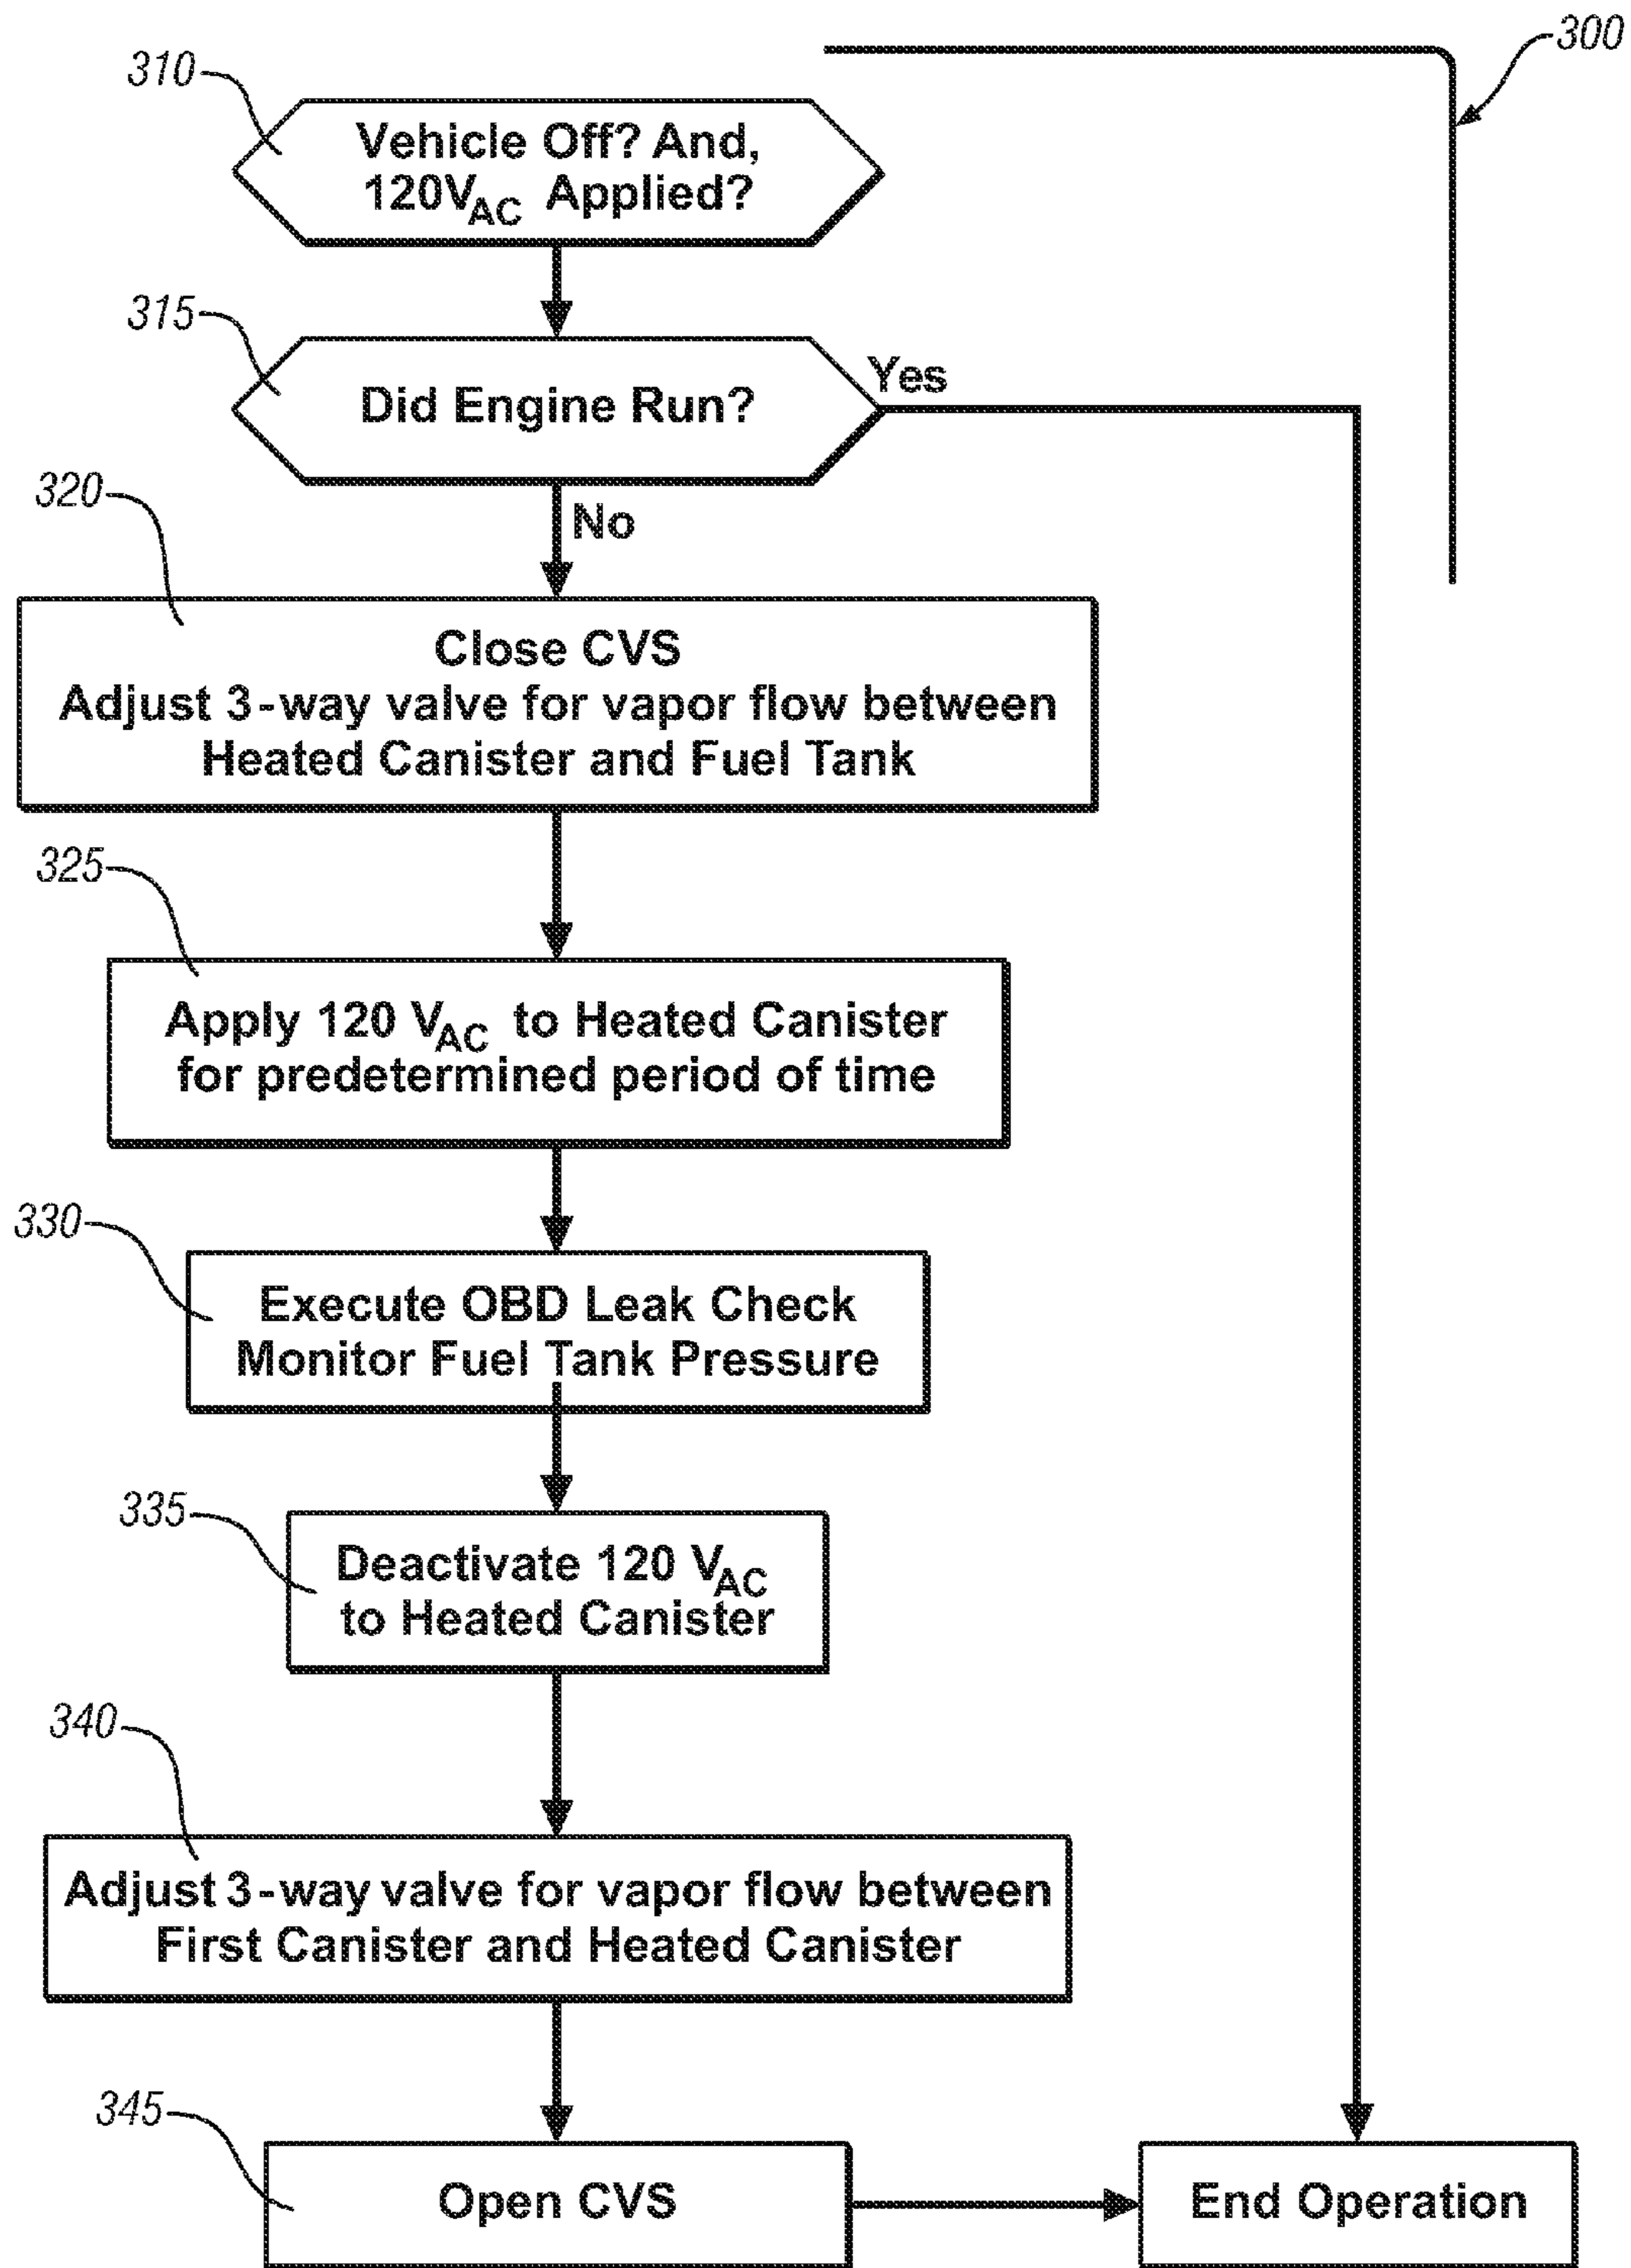 300
310
Vehicle Off? And,
120VAC Applied?
315
Did Engine Run?
Yes
No
320
Close CVS
Adjust 3-way valve for vapor flow between
Heated Canister and Fuel Tank
325
Apply 120 VAC to Heated Canister
for predetermined period of time
330
Execute OBD Leak Check
Monitor Fuel Tank Pressure
335
Deactivate 120 VAC
to Heated Canister
340
Adjust 3-way valve for vapor flow between
First Canister and Heated Canister
345
Open CVS
End Operation